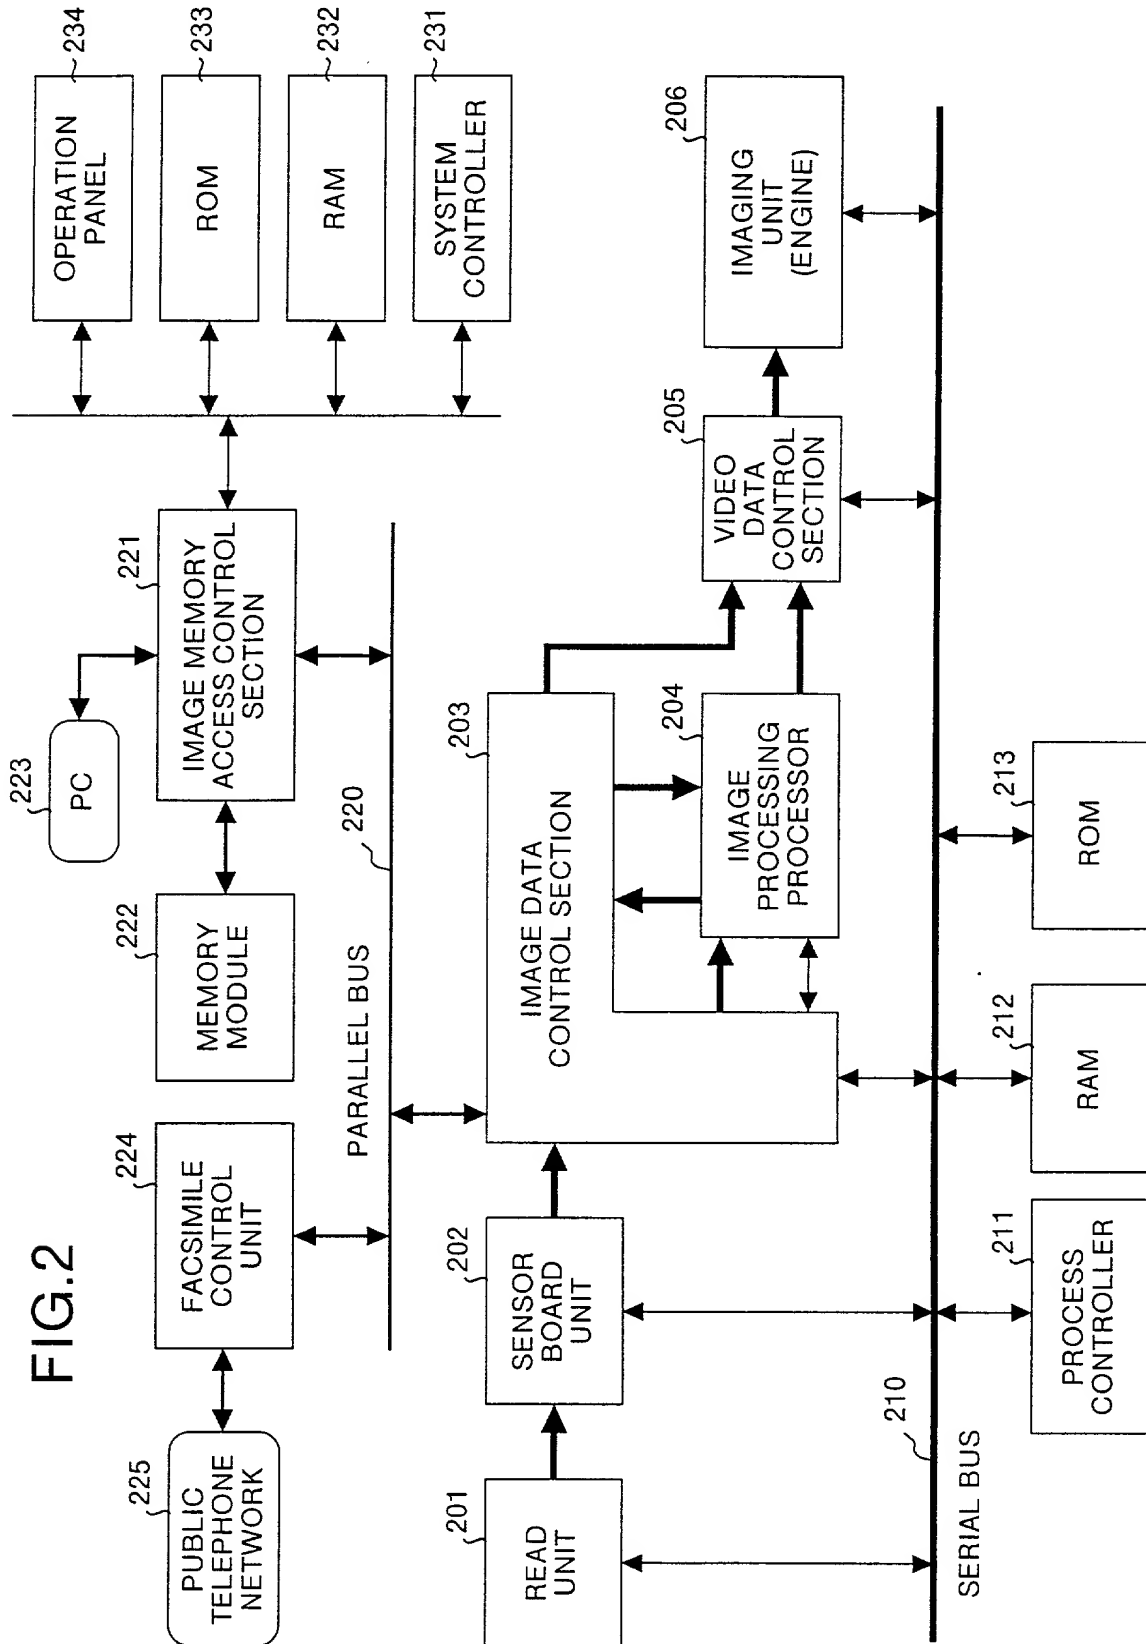 FIG.2
225
PUBLIC
TELEPHONE
NETWORK
224
FACSIMILE
CONTROL
UNIT
222
MEMORY
MODULE
223
PC
221
IMAGE MEMORY
ACCESS CONTROL
SECTION
234
OPERATION
PANEL
233
ROM
232
RAM
231
SYSTEM
CONTROLLER
PARALLEL BUS
220
201
READ
UNIT
202
SENSOR
BOARD
UNIT
203
IMAGE DATA
CONTROL SECTION
204
IMAGE
PROCESSING
PROCESSOR
205
VIDEO
DATA
CONTROL
SECTION
206
IMAGING
UNIT
(ENGINE)
210
SERIAL BUS
211
PROCESS
CONTROLLER
212
RAM
213
ROM